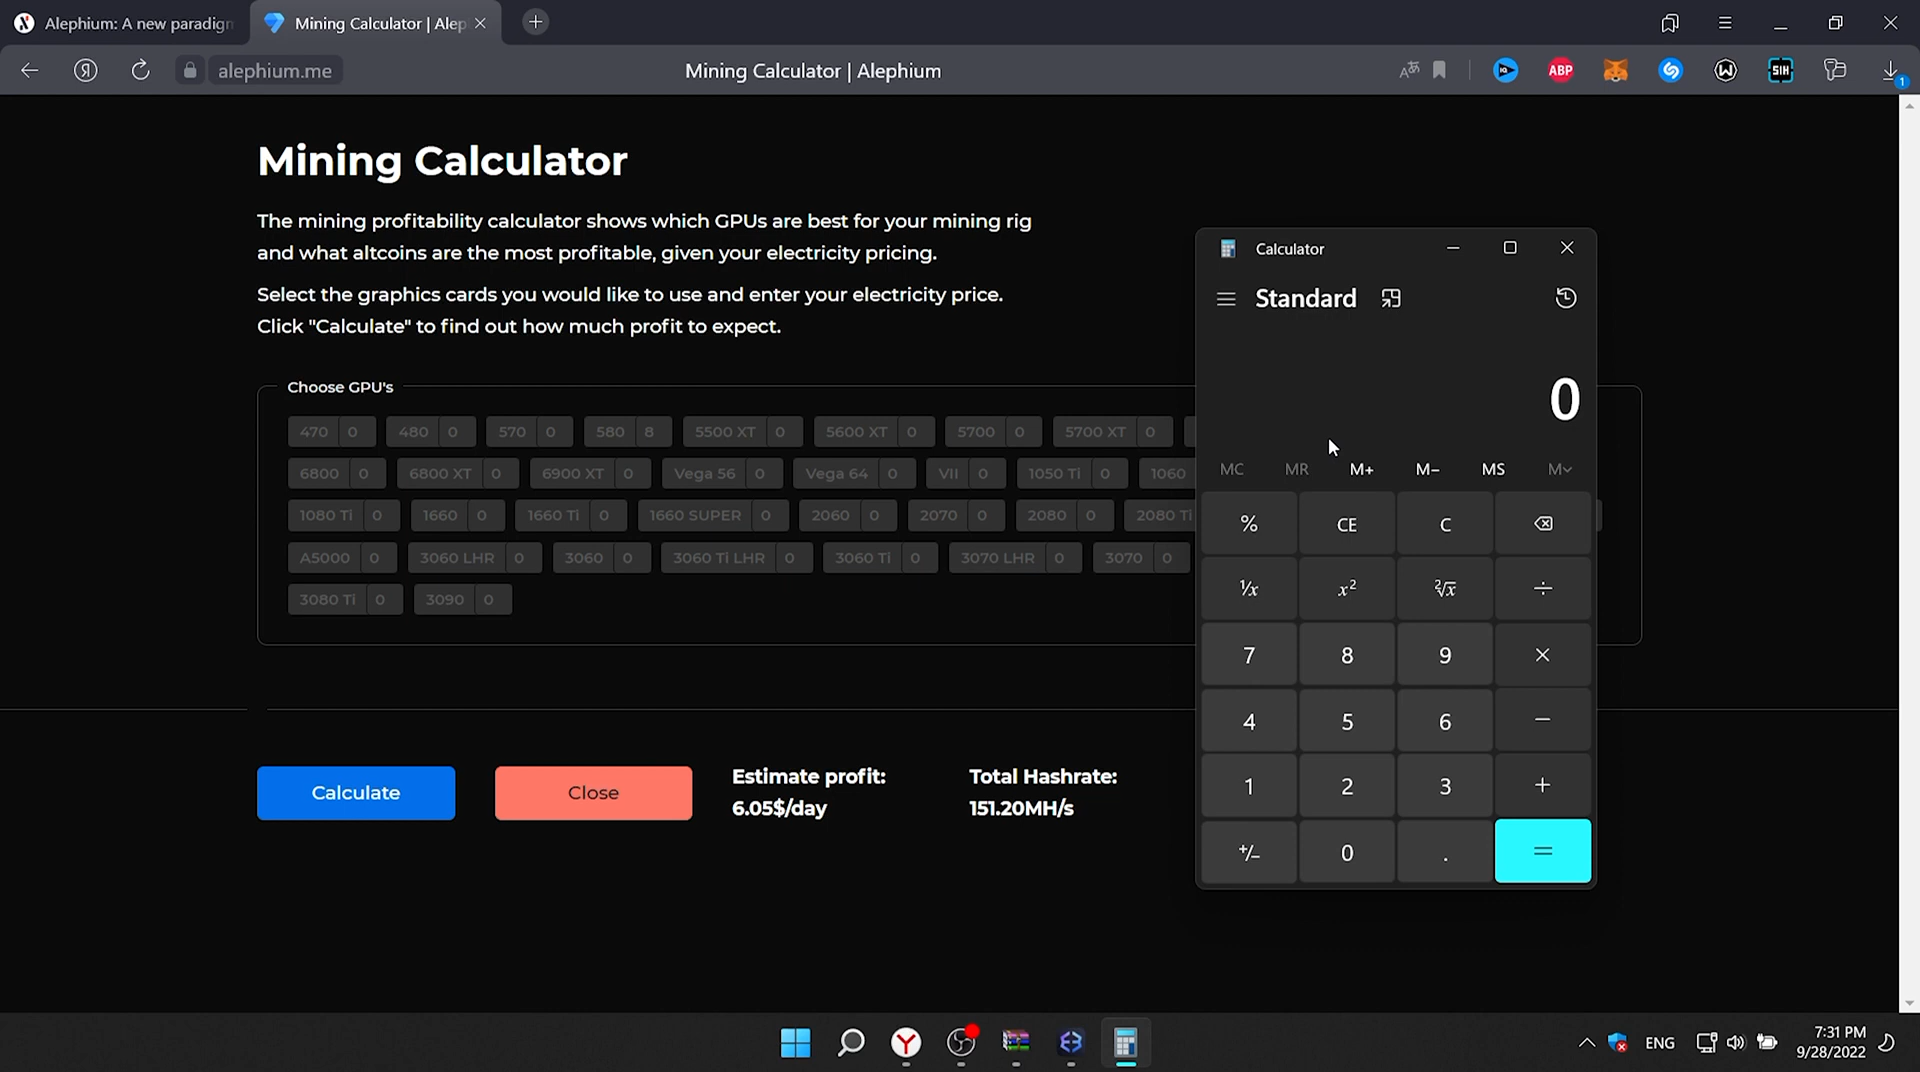 Alephium: A new paradigm
Mining Calculator | Alep
alephium.me
Mining Calculator | Alephium
ABP
SIH
1
Mining Calculator
The mining profitability calculator shows which GPUs are best for your mining rig
and what altcoins are the most profitable, given your electricity pricing.
Select the graphics cards you would like to use and enter your electricity price.
Click "Calculate" to find out how much profit to expect.
Choose GPU's
470 0 480 0 570 0 580 8 5500 XT 0 5600 XT 0 5700 0 5700 XT 0
6800 0 6800 XT 0 6900 XT 0 Vega 56 0 Vega 64 0 VII 0 1050 Ti 0 1060
1080 Ti 0 1660 0 1660 Ti 0 1660 SUPER 0 2060 0 2070 0 2080 0 2080 Ti
A5000 0 3060 LHR 0 3060 0 3060 Ti LHR 0 3060 Ti 0 3070 LHR 0 3070 0
3080 Ti 0 3090 0
Calculate
Close
Estimate profit:
6.05$/day
Total Hashrate:
151.20MH/s
Calculator
Standard
0
MC MR M+ M− MS M
% CE C
¹/x x² ²√x ÷
7 8 9 ×
4 5 6 −
1 2 3 +
+/− 0 . =
ENG
7:31 PM
9/28/2022